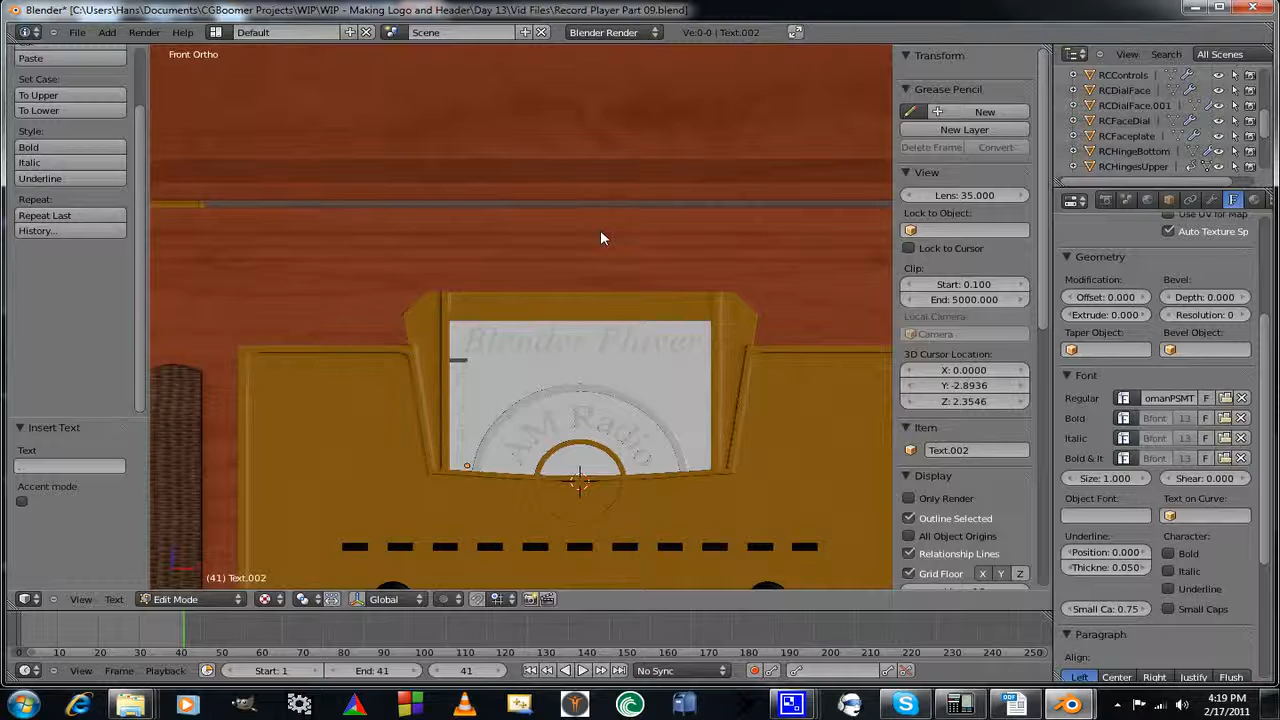 Blender* [C:\Users\Hans\Documents\CGBoomer Projects\WIP\WIP - Making Logo and Header\Day 13\Vid Files\Record Player Part 09.blend]
File Add Render Help Default Scene Blender Render Ve:0-0 | Text.002
View Search All Scenes
Paste
Set Case:
To Upper
To Lower
Style:
Bold
Italic
Underline
Repeat:
Repeat Last
History...
Insert Text
Text
Accent mode
Front Ortho
Blender Player
(41) Text.002
View Text Edit Mode Global
Transform
Grease Pencil
New
New Layer
Delete Frame Convert
View
Lens: 35.000
Lock to Object:
Lock to Cursor
Clip:
Start: 0.100
End: 5000.000
Local Camera:
Camera
3D Cursor Location:
X: 0.0000
Y: -2.8936
Z: 2.3546
Item
Text.002
Display
Only Render
Outline Selected
All Object Origins
Relationship Lines
Grid Floor X Y Z
RCControls
RCDialFace
RCDialFace.001
RCFaceDial
RCFaceplate
RCHingeBottom
RCHingesUpper
Use UV for Map
Auto Texture Sp
Geometry
Modification: Bevel:
Offset: 0.000 Depth: 0.000
Extrude: 0.000 Resolution: 0
Taper Object: Bevel Object:
Font
Regular omanPSMT F
Bold Bfont 13 F
Italic Bfont 13 F
Bold & It Bfont 13 F
Size: 1.000 Shear: 0.000
Object Font: Text on Curve:
Underline: Character:
Position: 0.000 Bold
Thickne: 0.050 Italic
Underline
Small Ca: 0.75 Small Caps
Paragraph
Align:
Left Center Right Justify Flush
0 10 20 30 40 50 60 70 80 90 100 110 120 130 140 150 160 170 180 190 200 210 220 230 240 250
View Frame Playback Start: 1 End: 41 41 No Sync
4:19 PM
2/17/2011